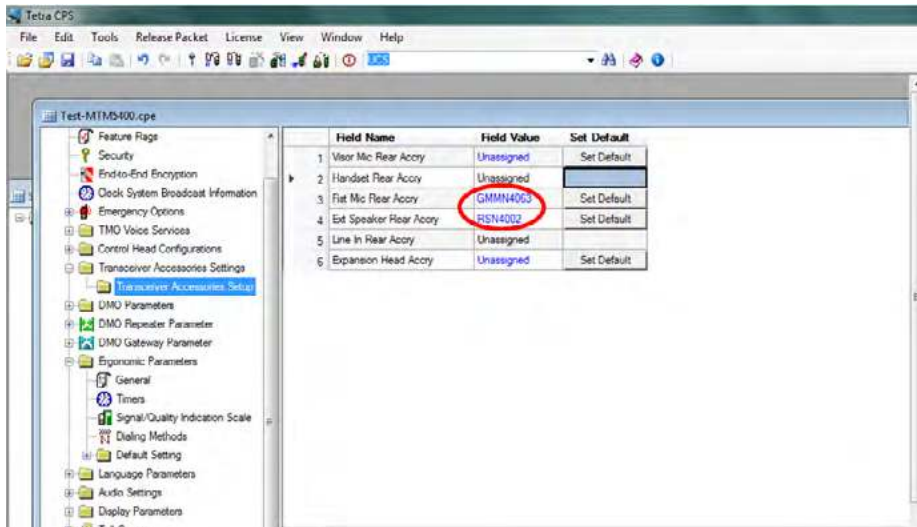 Tetra CPS
File Edit Tools Release Packet License View Window Help
UCS
Test-MTM5400.cpe
Feature Flags
Security
End-to-End Encryption
Clock System Broadcast Information
Emergency Options
TMO Voice Services
Control Head Configurations
Transceiver Accessories Settings
Transceiver Accessories Setup
DMO Parameters
DMO Repeater Parameter
DMO Gateway Parameter
Ergonomic Parameters
General
Timers
Signal/Quality Indication Scale
Dialing Methods
Default Setting
Language Parameters
Audio Settings
Display Parameters
Field Name Field Value Set Default
1 Visor Mic Rear Accry Unassigned Set Default
2 Handset Rear Accry Unassigned
3 Fist Mic Rear Accry GMMN4063 Set Default
4 Ext Speaker Rear Accry RSN4002 Set Default
5 Line In Rear Accry Unassigned
6 Expansion Head Accry Unassigned Set Default